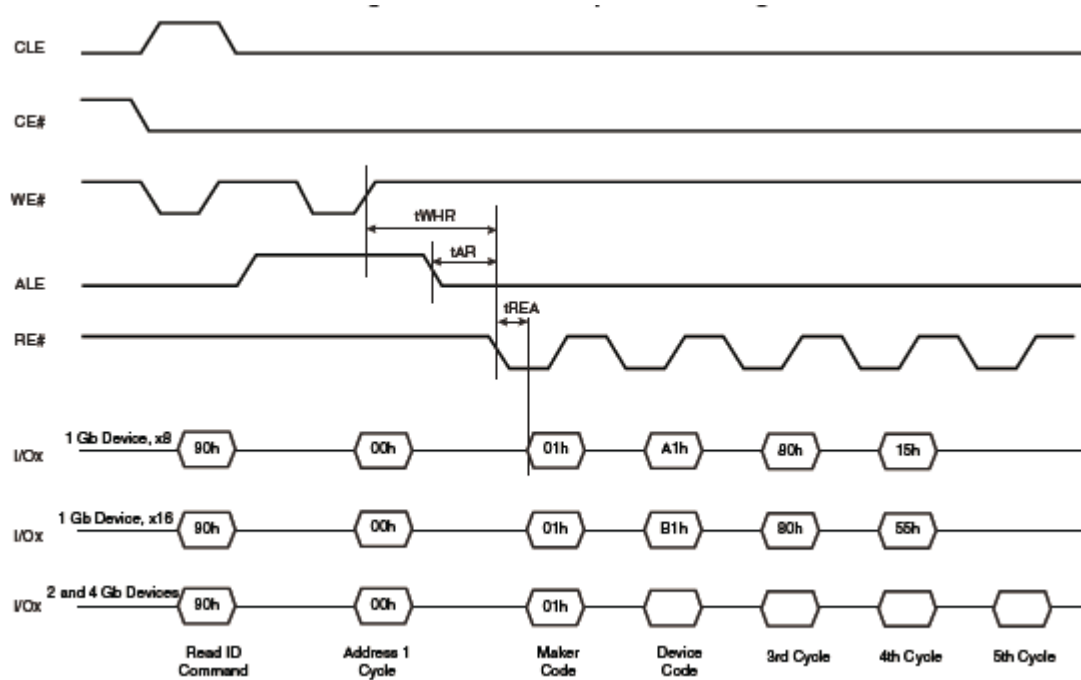 CLE
CE#
WE#
tWHR
tAR
ALE
tREA
RE#
I/Ox 1 Gb Device, x8 90h 00h 01h A1h 80h 15h
I/Ox 1 Gb Device, x16 90h 00h 01h B1h 80h 55h
I/Ox 2 and 4 Gb Devices 90h 00h 01h
Read ID Command
Address 1 Cycle
Maker Code
Device Code
3rd Cycle
4th Cycle
5th Cycle